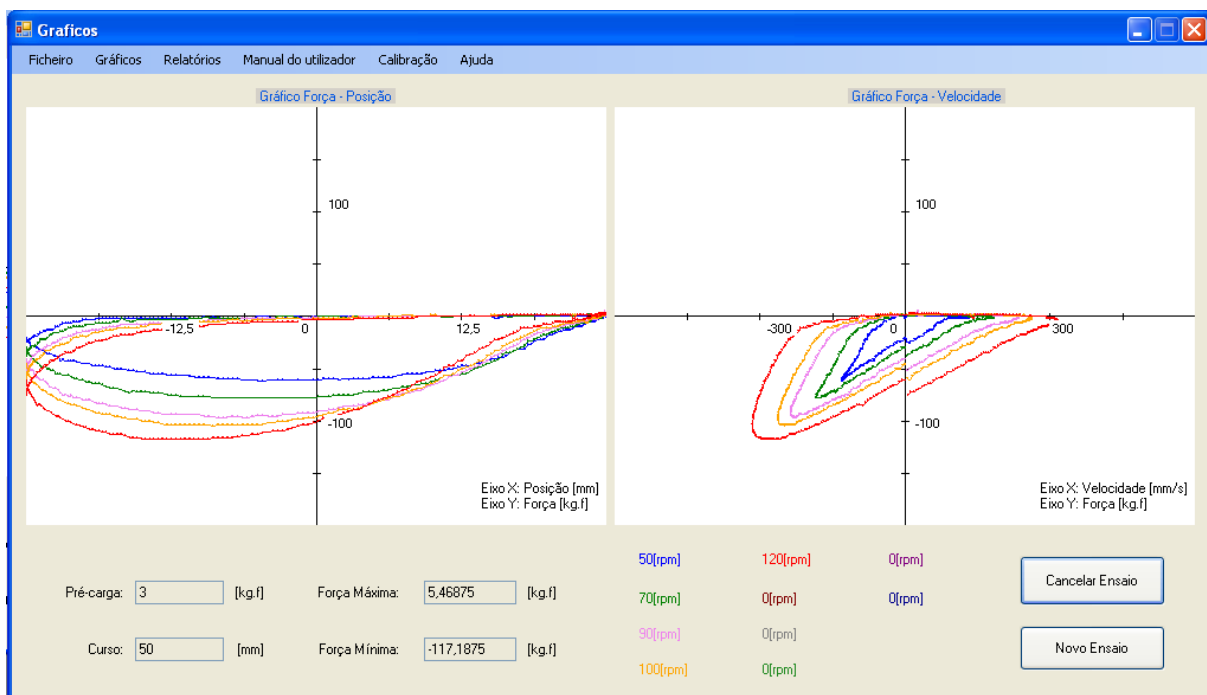 Graficos
Ficheiro Gráficos Relatórios Manual do utilizador Calibração Ajuda
Gráfico Força - Posição
100
-12,5 0 12,5
-100
Eixo X: Posição [mm]
Eixo Y: Força [kg.f]
Gráfico Força - Velocidade
100
-300 0 300
-100
Eixo X: Velocidade [mm/s]
Eixo Y: Força [kg.f]
Pré-carga: 3 [kg.f] Força Máxima: 5,46875 [kg.f]
Curso: 50 [mm] Força Mínima: -117,1875 [kg.f]
50[rpm] 120[rpm] 0[rpm]
70[rpm] 0[rpm] 0[rpm]
90[rpm] 0[rpm]
100[rpm] 0[rpm]
Cancelar Ensaio
Novo Ensaio